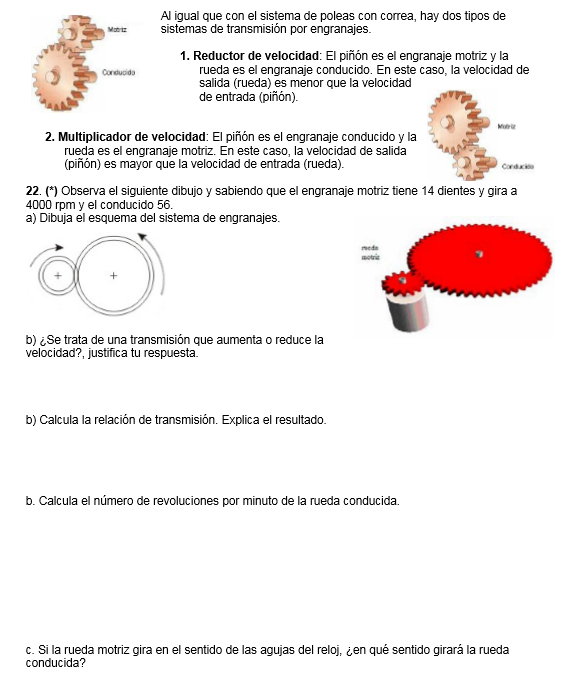 Al igual que con el sistema de poleas con correa, hay dos tipos de
sistemas de transmisión por engranajes.
Motriz
Conducido
1. Reductor de velocidad: El piñón es el engranaje motriz y la
rueda es el engranaje conducido. En este caso, la velocidad de
salida (rueda) es menor que la velocidad
de entrada (piñón).
Motriz
Conducido
2. Multiplicador de velocidad: El piñón es el engranaje conducido y la
rueda es el engranaje motriz. En este caso, la velocidad de salida
(piñón) es mayor que la velocidad de entrada (rueda).
22. (*) Observa el siguiente dibujo y sabiendo que el engranaje motriz tiene 14 dientes y gira a
4000 rpm y el conducido 56.
a) Dibuja el esquema del sistema de engranajes.
rueda
motriz
b) ¿Se trata de una transmisión que aumenta o reduce la
velocidad?, justifica tu respuesta.
b) Calcula la relación de transmisión. Explica el resultado.
b. Calcula el número de revoluciones por minuto de la rueda conducida.
c. Si la rueda motriz gira en el sentido de las agujas del reloj, ¿en qué sentido girará la rueda
conducida?